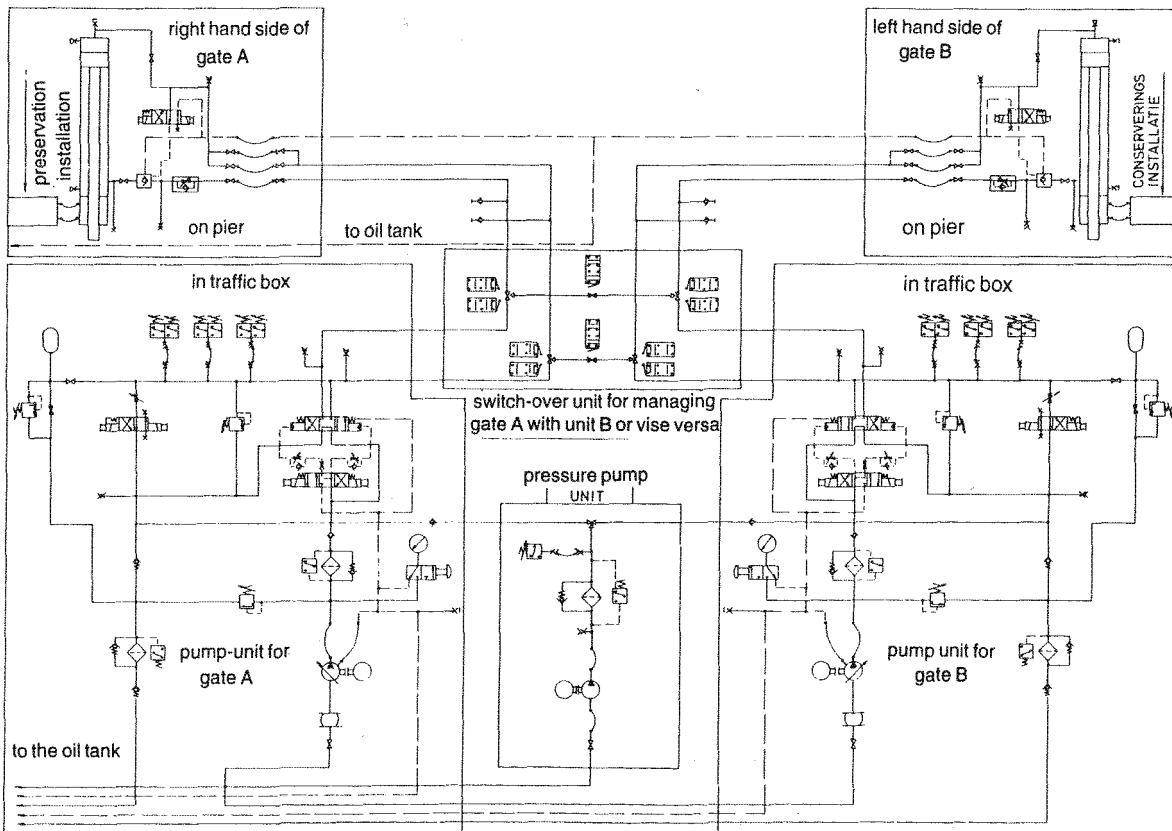 right hand side of
gate A
left hand side of
gate B
preservation
installation
CONSERVERINGS
INSTALLATIE
on pier
on pier
to oil tank
in traffic box
in traffic box
switch-over unit for managing
gate A with unit B or vise versa
pressure pump
UNIT
pump-unit for
gate A
pump unit for
gate B
to the oil tank